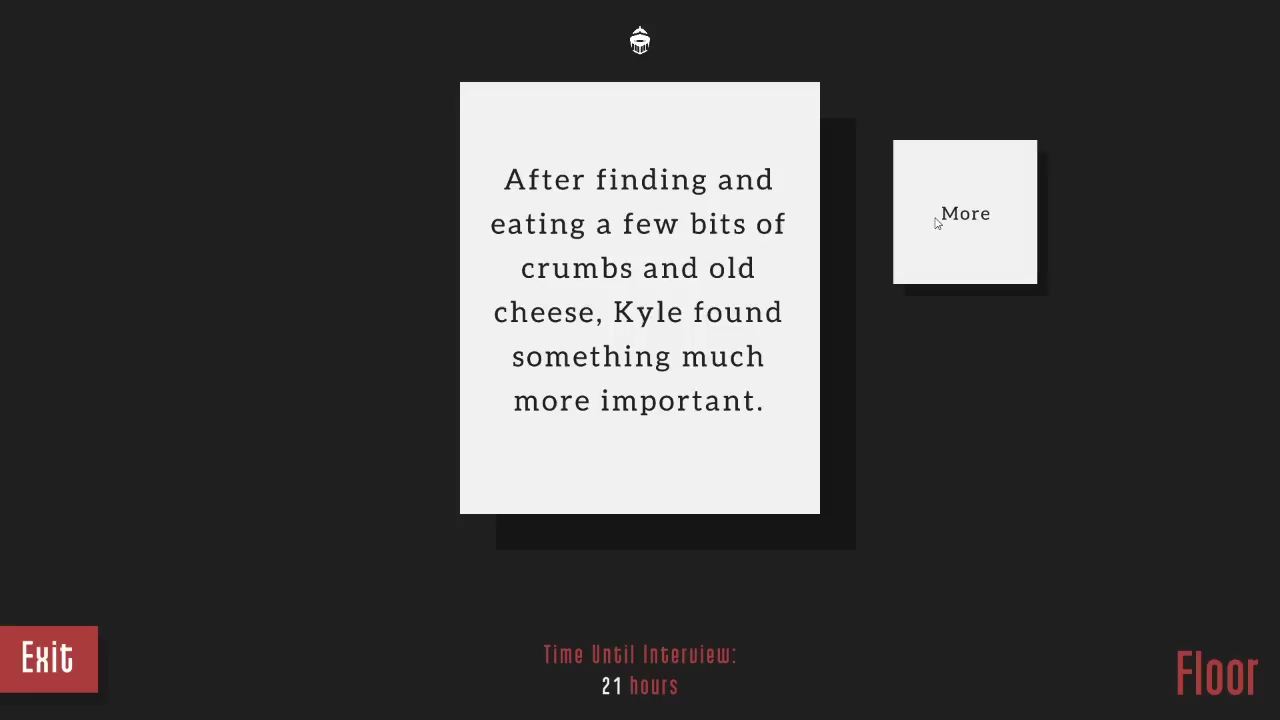 After finding and
eating a few bits of
crumbs and old
cheese, Kyle found
something much
more important.
More
Exit
Time Until Interview:
21 hours
Floor